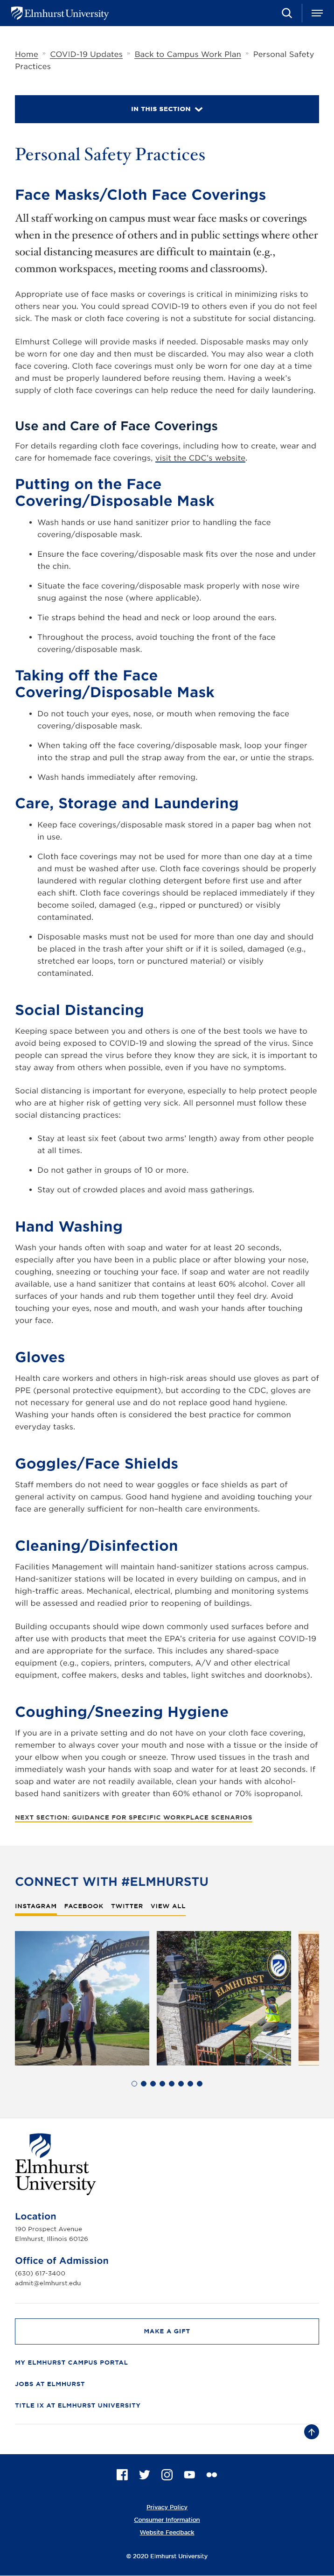 Elmhurst University
Home • COVID-19 Updates • Back to Campus Work Plan • Personal Safety
Practices
IN THIS SECTION
Personal Safety Practices
Face Masks/Cloth Face Coverings
All staff working on campus must wear face masks or coverings
when in the presence of others and in public settings where other
social distancing measures are difficult to maintain (e.g.,
common workspaces, meeting rooms and classrooms).
Appropriate use of face masks or coverings is critical in minimizing risks to
others near you. You could spread COVID-19 to others even if you do not feel
sick. The mask or cloth face covering is not a substitute for social distancing.
Elmhurst College will provide masks if needed. Disposable masks may only
be worn for one day and then must be discarded. You may also wear a cloth
face covering. Cloth face coverings must only be worn for one day at a time
and must be properly laundered before reusing them. Having a week's
supply of cloth face coverings can help reduce the need for daily laundering.
Use and Care of Face Coverings
For details regarding cloth face coverings, including how to create, wear and
care for homemade face coverings, visit the CDC's website.
Putting on the Face
Covering/Disposable Mask
• Wash hands or use hand sanitizer prior to handling the face
covering/disposable mask.
• Ensure the face covering/disposable mask fits over the nose and under
the chin.
• Situate the face covering/disposable mask properly with nose wire
snug against the nose (where applicable).
• Tie straps behind the head and neck or loop around the ears.
• Throughout the process, avoid touching the front of the face
covering/disposable mask.
Taking off the Face
Covering/Disposable Mask
• Do not touch your eyes, nose, or mouth when removing the face
covering/disposable mask.
• When taking off the face covering/disposable mask, loop your finger
into the strap and pull the strap away from the ear, or untie the straps.
• Wash hands immediately after removing.
Care, Storage and Laundering
• Keep face coverings/disposable mask stored in a paper bag when not
in use.
• Cloth face coverings may not be used for more than one day at a time
and must be washed after use. Cloth face coverings should be properly
laundered with regular clothing detergent before first use and after
each shift. Cloth face coverings should be replaced immediately if they
become soiled, damaged (e.g., ripped or punctured) or visibly
contaminated.
• Disposable masks must not be used for more than one day and should
be placed in the trash after your shift or if it is soiled, damaged (e.g.,
stretched ear loops, torn or punctured material) or visibly
contaminated.
Social Distancing
Keeping space between you and others is one of the best tools we have to
avoid being exposed to COVID-19 and slowing the spread of the virus. Since
people can spread the virus before they know they are sick, it is important to
stay away from others when possible, even if you have no symptoms.
Social distancing is important for everyone, especially to help protect people
who are at higher risk of getting very sick. All personnel must follow these
social distancing practices:
• Stay at least six feet (about two arms' length) away from other people
at all times.
• Do not gather in groups of 10 or more.
• Stay out of crowded places and avoid mass gatherings.
Hand Washing
Wash your hands often with soap and water for at least 20 seconds,
especially after you have been in a public place or after blowing your nose,
coughing, sneezing or touching your face. If soap and water are not readily
available, use a hand sanitizer that contains at least 60% alcohol. Cover all
surfaces of your hands and rub them together until they feel dry. Avoid
touching your eyes, nose and mouth, and wash your hands after touching
your face.
Gloves
Health care workers and others in high-risk areas should use gloves as part of
PPE (personal protective equipment), but according to the CDC, gloves are
not necessary for general use and do not replace good hand hygiene.
Washing your hands often is considered the best practice for common
everyday tasks.
Goggles/Face Shields
Staff members do not need to wear goggles or face shields as part of
general activity on campus. Good hand hygiene and avoiding touching your
face are generally sufficient for non–health care environments.
Cleaning/Disinfection
Facilities Management will maintain hand-sanitizer stations across campus.
Hand-sanitizer stations will be located in every building on campus, and in
high-traffic areas. Mechanical, electrical, plumbing and monitoring systems
will be assessed and readied prior to reopening of buildings.
Building occupants should wipe down commonly used surfaces before and
after use with products that meet the EPA's criteria for use against COVID-19
and are appropriate for the surface. This includes any shared-space
equipment (e.g., copiers, printers, computers, A/V and other electrical
equipment, coffee makers, desks and tables, light switches and doorknobs).
Coughing/Sneezing Hygiene
If you are in a private setting and do not have on your cloth face covering,
remember to always cover your mouth and nose with a tissue or the inside of
your elbow when you cough or sneeze. Throw used tissues in the trash and
immediately wash your hands with soap and water for at least 20 seconds. If
soap and water are not readily available, clean your hands with alcohol-
based hand sanitizers with greater than 60% ethanol or 70% isopropanol.
NEXT SECTION: GUIDANCE FOR SPECIFIC WORKPLACE SCENARIOS
CONNECT WITH #ELMHURSTU
INSTAGRAM FACEBOOK TWITTER VIEW ALL
ELMHURST
Elmhurst
University
Location
190 Prospect Avenue
Elmhurst, Illinois 60126
Office of Admission
(630) 617-3400
admit@elmhurst.edu
MAKE A GIFT
MY ELMHURST CAMPUS PORTAL
JOBS AT ELMHURST
TITLE IX AT ELMHURST UNIVERSITY
Privacy Policy
Consumer Information
Website Feedback
© 2020 Elmhurst University